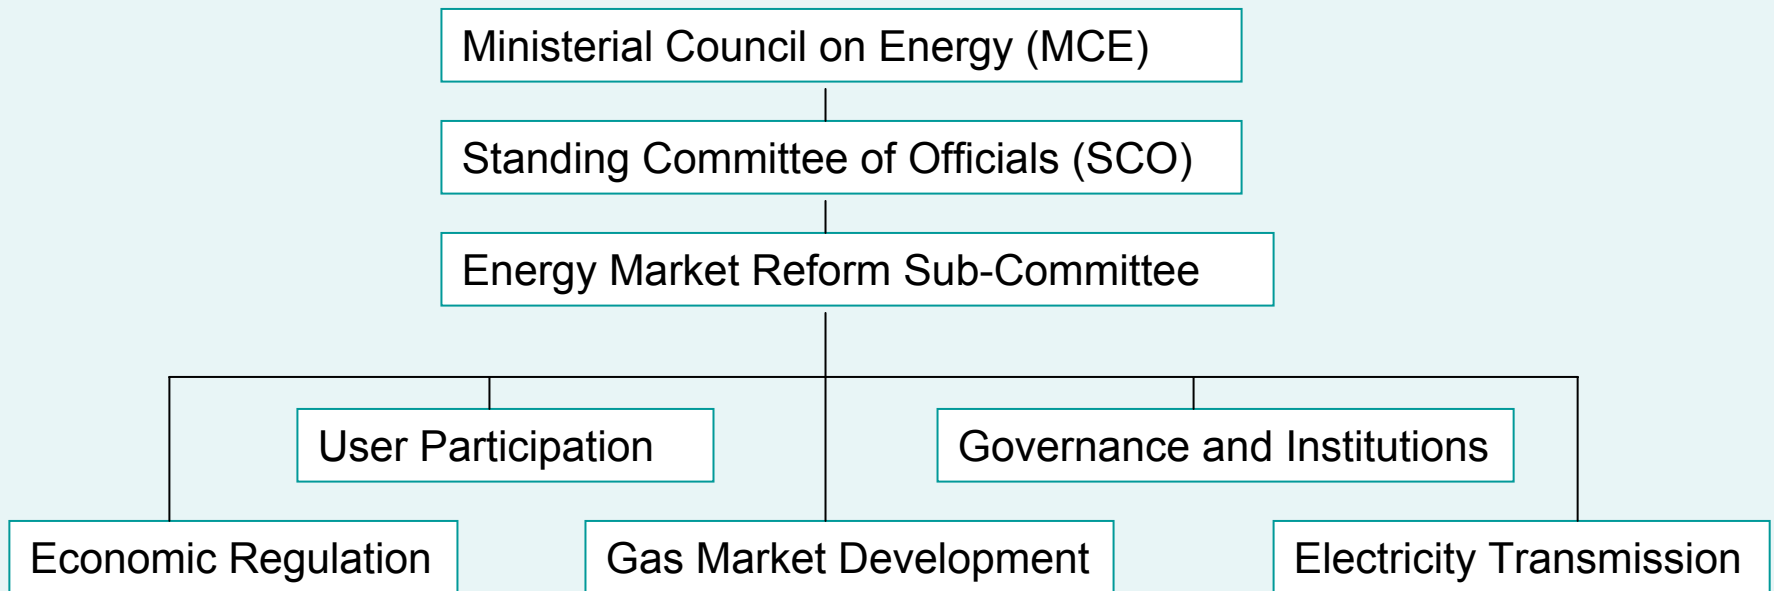 Ministerial Council on Energy (MCE)
Standing Committee of Officials (SCO)
Energy Market Reform Sub-Committee
User Participation
Governance and Institutions
Economic Regulation
Gas Market Development
Electricity Transmission